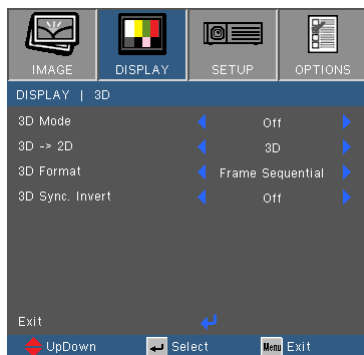 IMAGE DISPLAY SETUP OPTIONS
DISPLAY | 3D
3D Mode Off
3D -> 2D 3D
3D Format Frame Sequential
3D Sync. Invert Off
Exit
UpDown Select Menu Exit